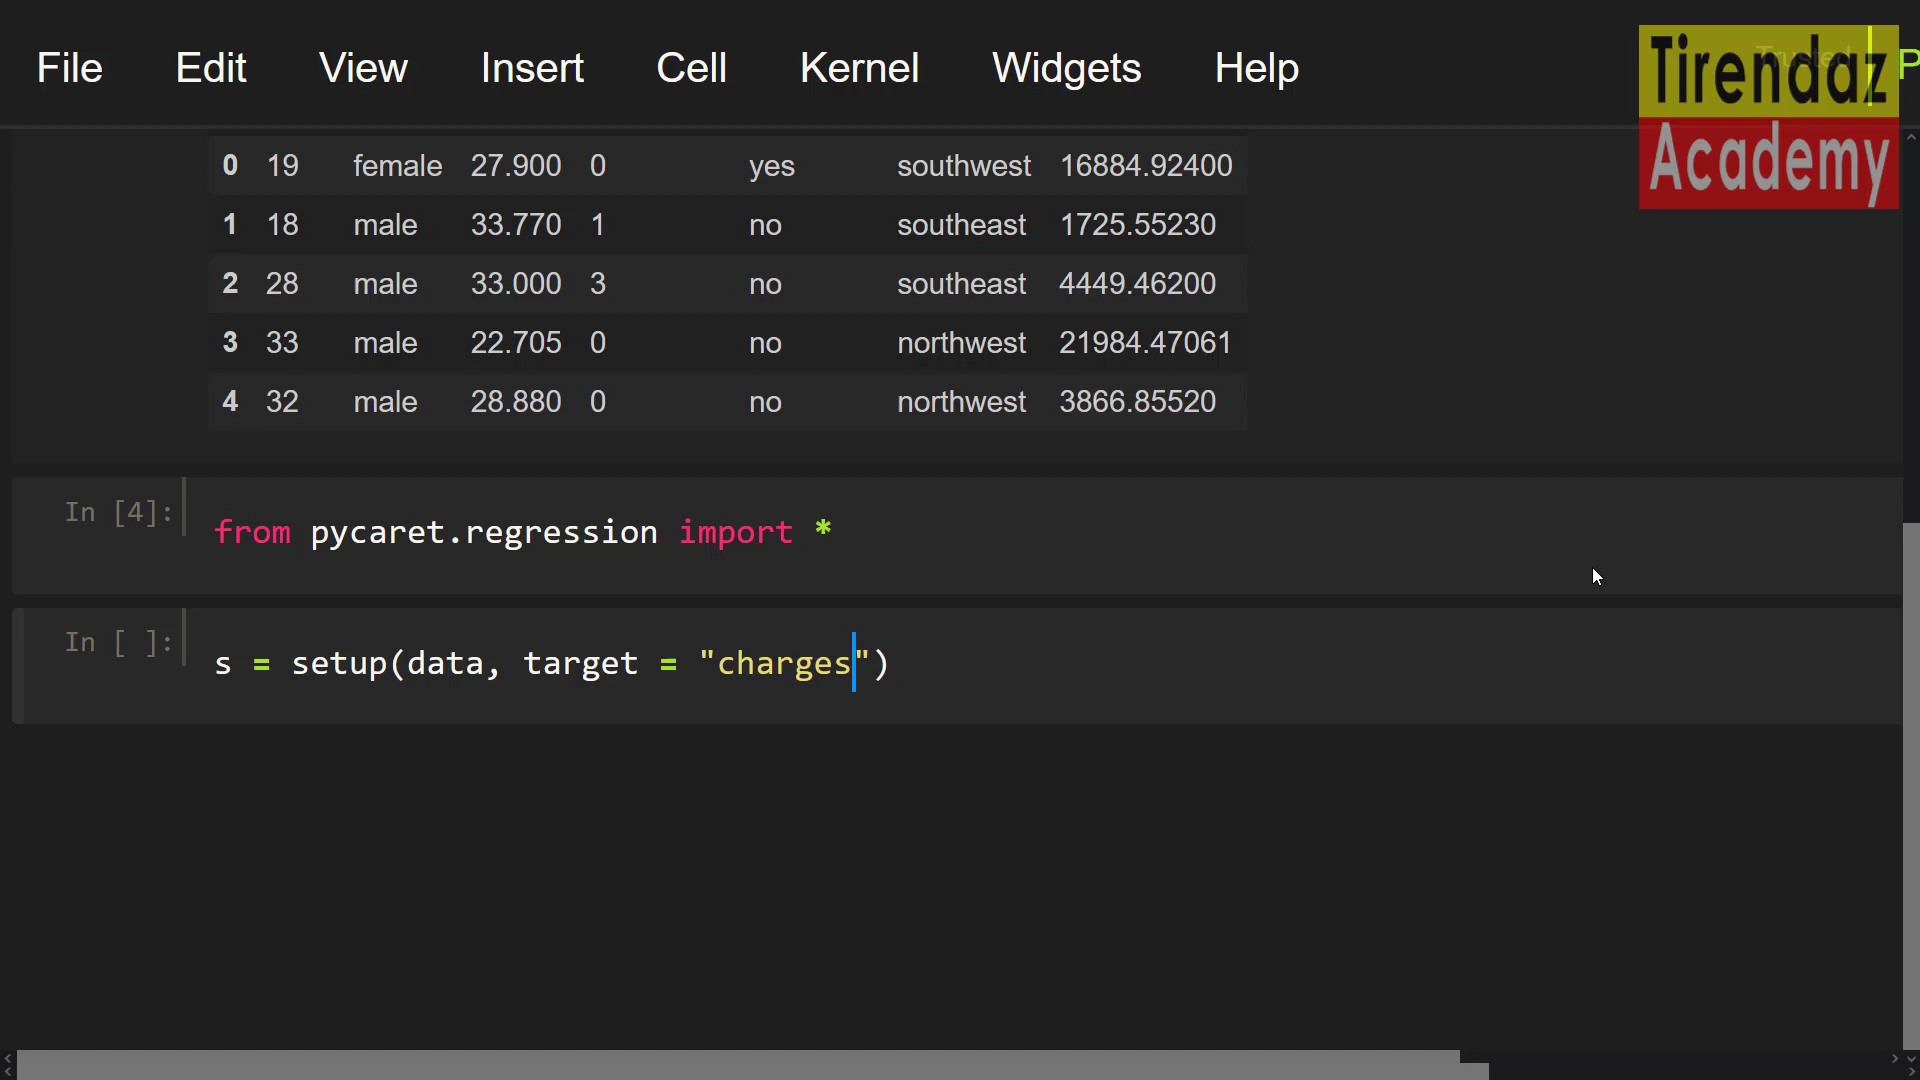 File Edit View Insert Cell Kernel Widgets Help Trusted P
Tirendaz
Academy
0 19 female 27.900 0 yes southwest 16884.92400
1 18 male 33.770 1 no southeast 1725.55230
2 28 male 33.000 3 no southeast 4449.46200
3 33 male 22.705 0 no northwest 21984.47061
4 32 male 28.880 0 no northwest 3866.85520
In [4]: from pycaret.regression import *
In [ ]: s = setup(data, target = "charges")